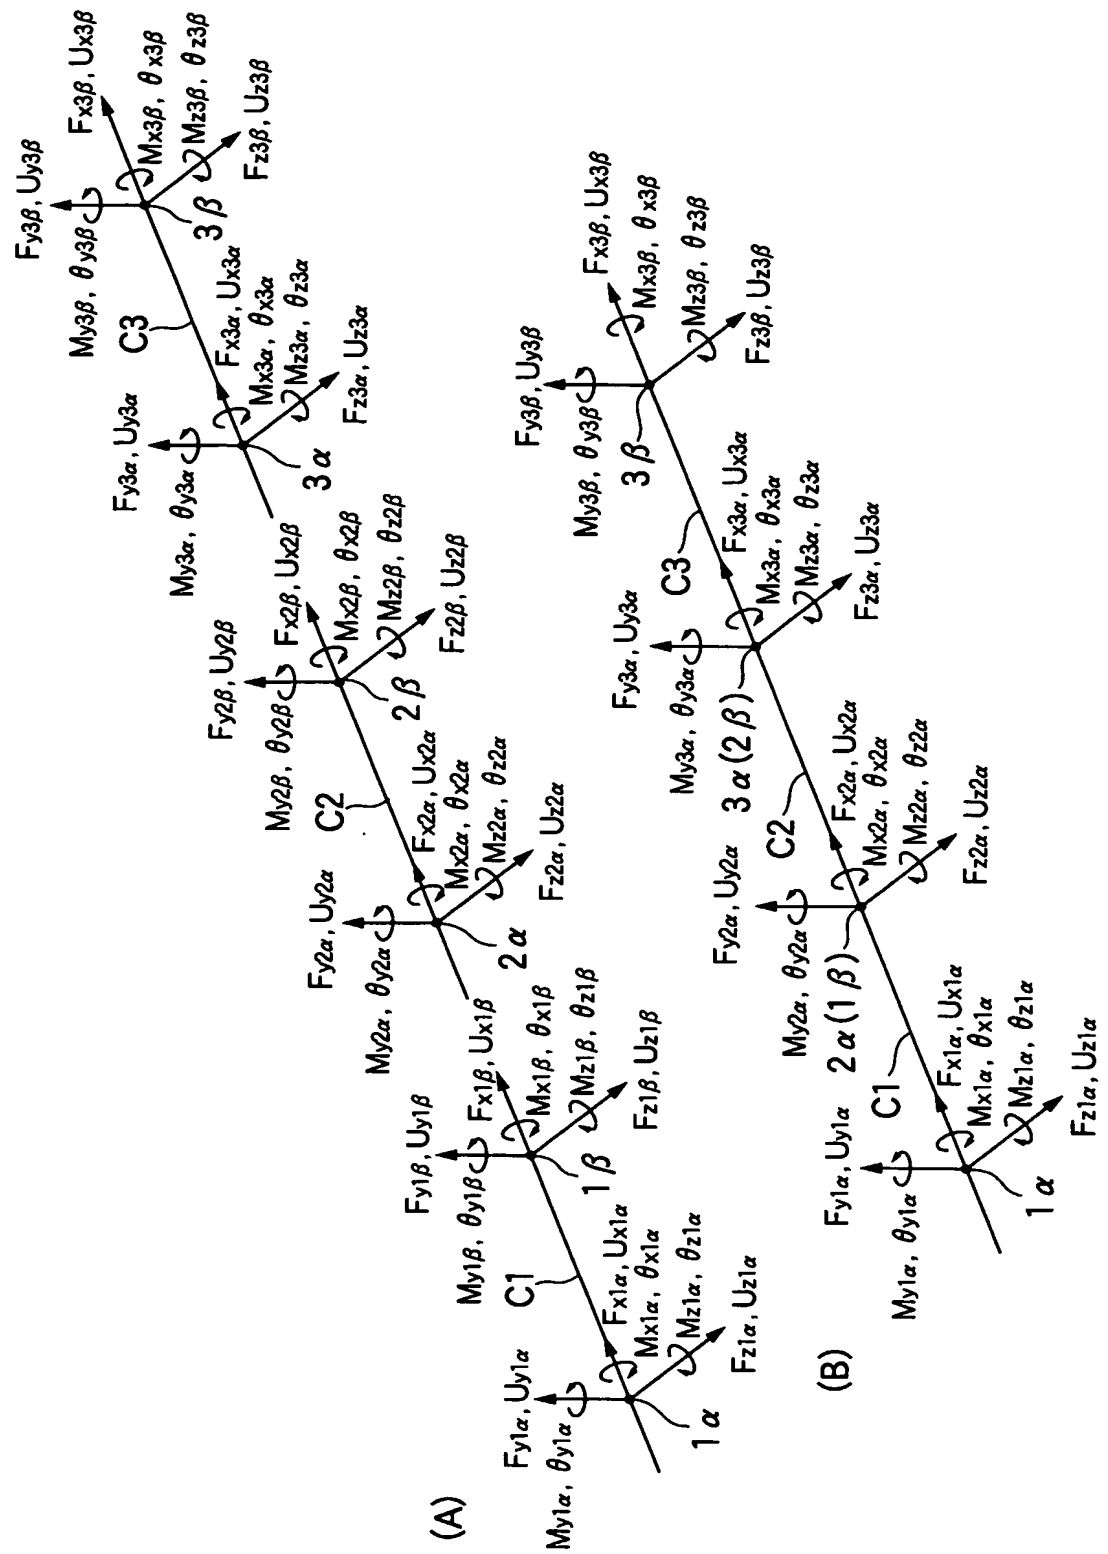 (A)
Fy1α, Uy1α
My1α, θy1α
Fx1α, Ux1α
Mx1α, θx1α
Mz1α, θz1α
Fz1α, Uz1α
1α
C1
Fy1β, Uy1β
My1β, θy1β
Fx1β, Ux1β
Mx1β, θx1β
Mz1β, θz1β
Fz1β, Uz1β
1β
Fy2α, Uy2α
My2α, θy2α
Fx2α, Ux2α
Mx2α, θx2α
Mz2α, θz2α
Fz2α, Uz2α
2α
C2
Fy2β, Uy2β
My2β, θy2β
Fx2β, Ux2β
Mx2β, θx2β
Mz2β, θz2β
Fz2β, Uz2β
2β
Fy3α, Uy3α
My3α, θy3α
Fx3α, Ux3α
Mx3α, θx3α
Mz3α, θz3α
Fz3α, Uz3α
3α
C3
Fy3β, Uy3β
My3β, θy3β
Fx3β, Ux3β
Mx3β, θx3β
Mz3β, θz3β
Fz3β, Uz3β
3β
(B)
Fy1α, Uy1α
My1α, θy1α
Fx1α, Ux1α
Mx1α, θx1α
Mz1α, θz1α
Fz1α, Uz1α
1α
C1
Fy2α, Uy2α
My2α, θy2α
2α(1β)
Fx2α, Ux2α
Mx2α, θx2α
Mz2α, θz2α
Fz2α, Uz2α
C2
Fy3α, Uy3α
My3α, θy3α
3α(2β)
Fx3α, Ux3α
Mx3α, θx3α
Mz3α, θz3α
Fz3α, Uz3α
C3
Fy3β, Uy3β
My3β, θy3β
3β
Fx3β, Ux3β
Mx3β, θx3β
Mz3β, θz3β
Fz3β, Uz3β